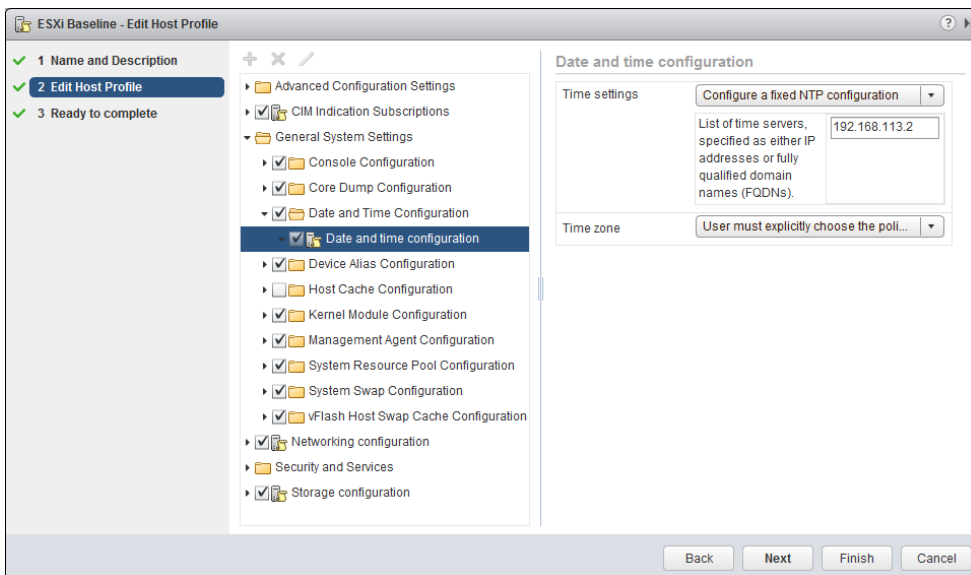 ESXi Baseline - Edit Host Profile
?
1 Name and Description
2 Edit Host Profile
3 Ready to complete
Advanced Configuration Settings
CIM Indication Subscriptions
General System Settings
Console Configuration
Core Dump Configuration
Date and Time Configuration
Date and time configuration
Device Alias Configuration
Host Cache Configuration
Kernel Module Configuration
Management Agent Configuration
System Resource Pool Configuration
System Swap Configuration
vFlash Host Swap Cache Configuration
Networking configuration
Security and Services
Storage configuration
Date and time configuration
Time settings
Configure a fixed NTP configuration
List of time servers,
specified as either IP
addresses or fully
qualified domain
names (FQDNs).
192.168.113.2
Time zone
User must explicitly choose the poli...
Back
Next
Finish
Cancel